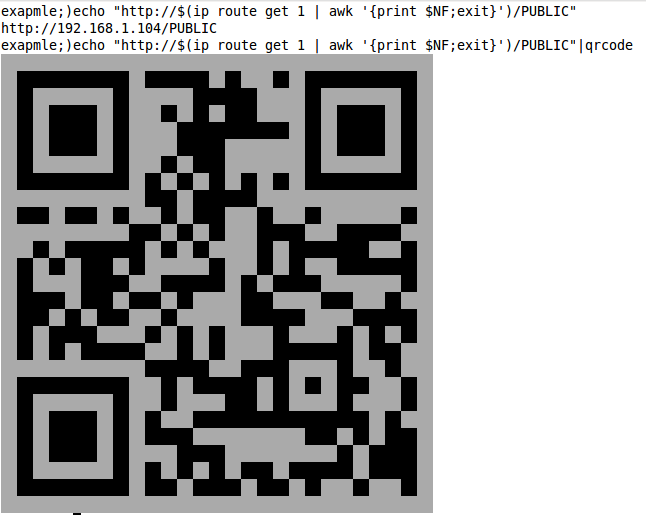 exapmle;)echo "http://$(ip route get 1 | awk '{print $NF;exit}')/PUBLIC"
http://192.168.1.104/PUBLIC
exapmle;)echo "http://$(ip route get 1 | awk '{print $NF;exit}')/PUBLIC"|qrcode